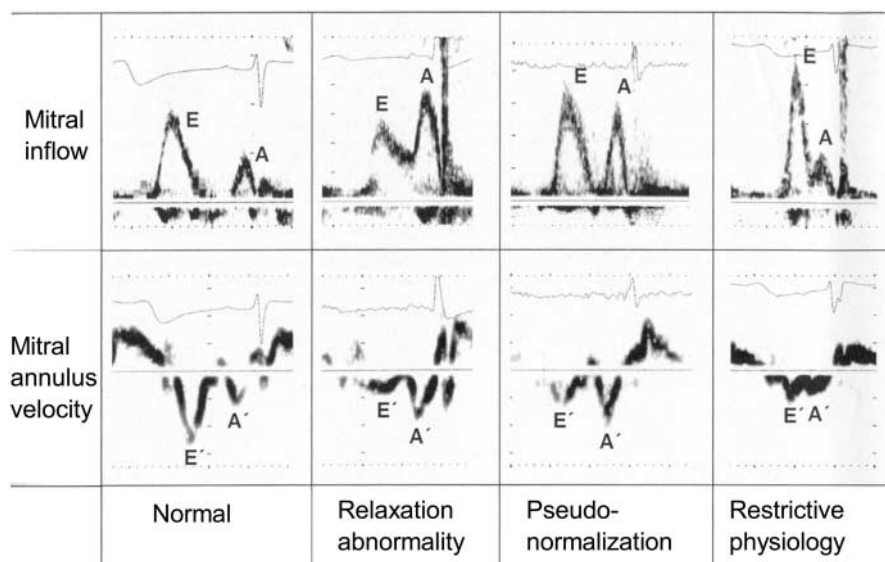 Mitral
inflow
E
A
E
A
E
A
E
A
Mitral
annulus
velocity
E´
A´
E´
A´
E´
A´
E´ A´
Normal
Relaxation
abnormality
Pseudo-
normalization
Restrictive
physiology